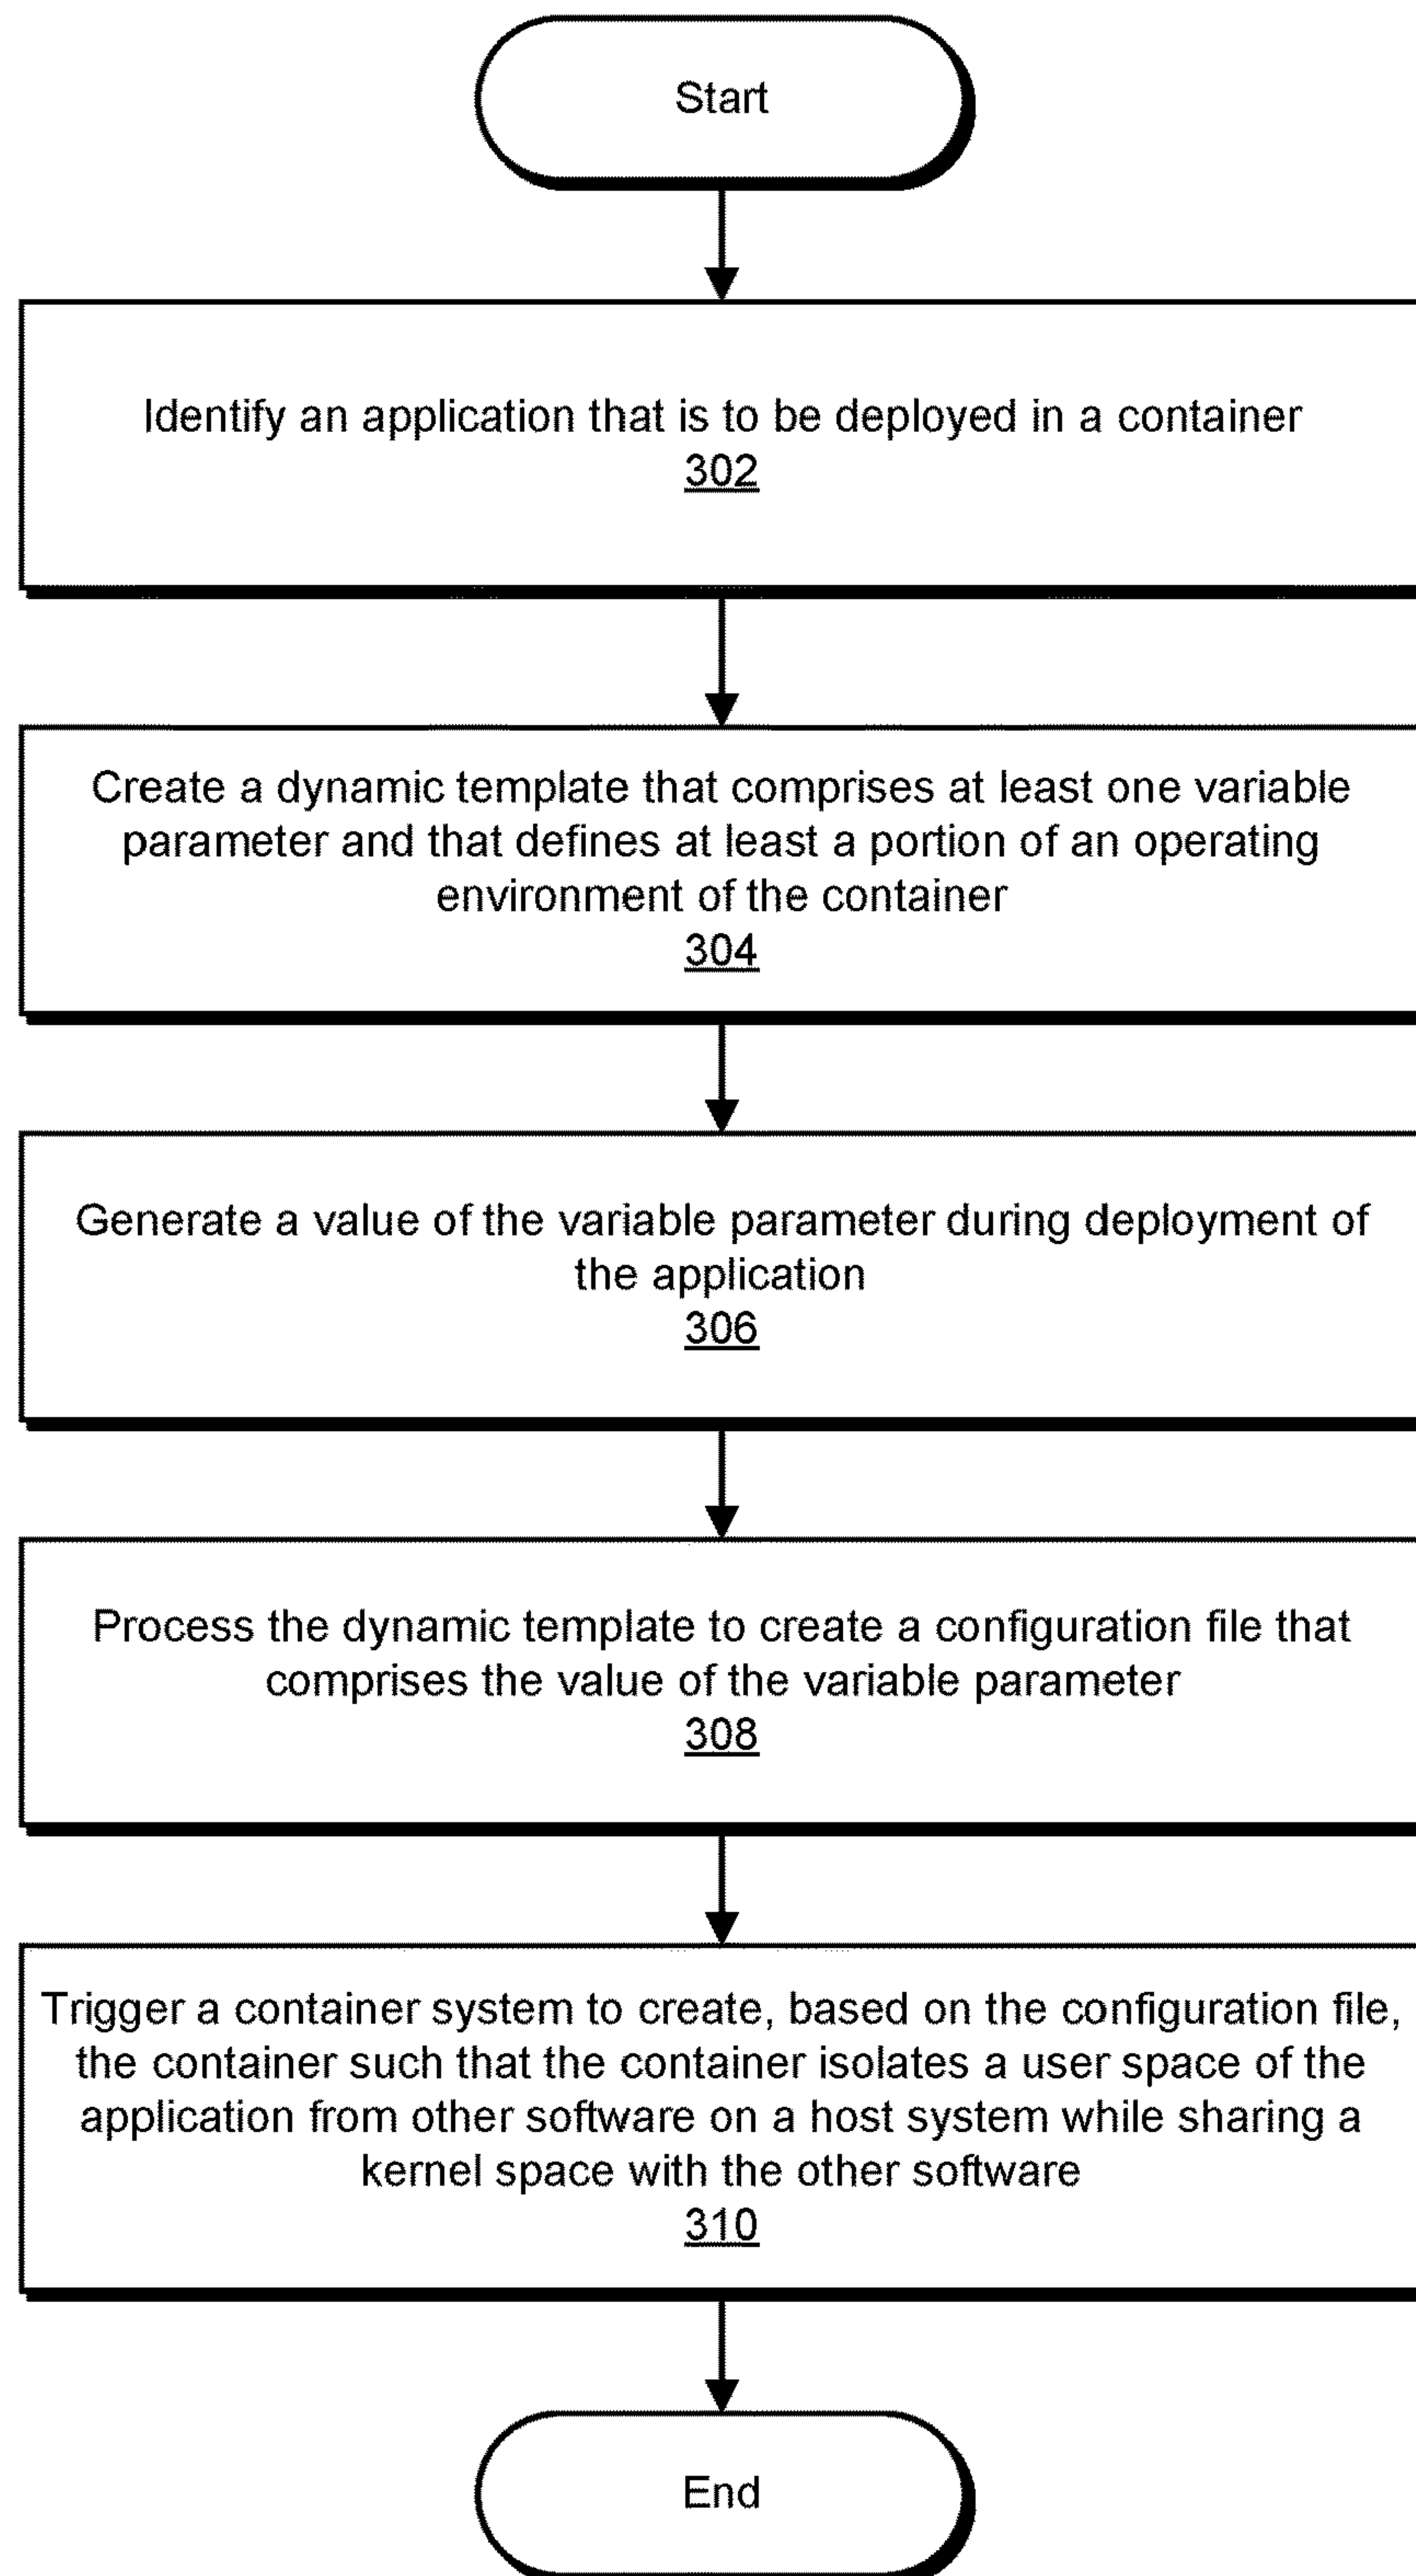 Start
Identify an application that is to be deployed in a container
302
Create a dynamic template that comprises at least one variable
parameter and that defines at least a portion of an operating
environment of the container
304
Generate a value of the variable parameter during deployment of
the application
306
Process the dynamic template to create a configuration file that
comprises the value of the variable parameter
308
Trigger a container system to create, based on the configuration file,
the container such that the container isolates a user space of the
application from other software on a host system while sharing a
kernel space with the other software
310
End